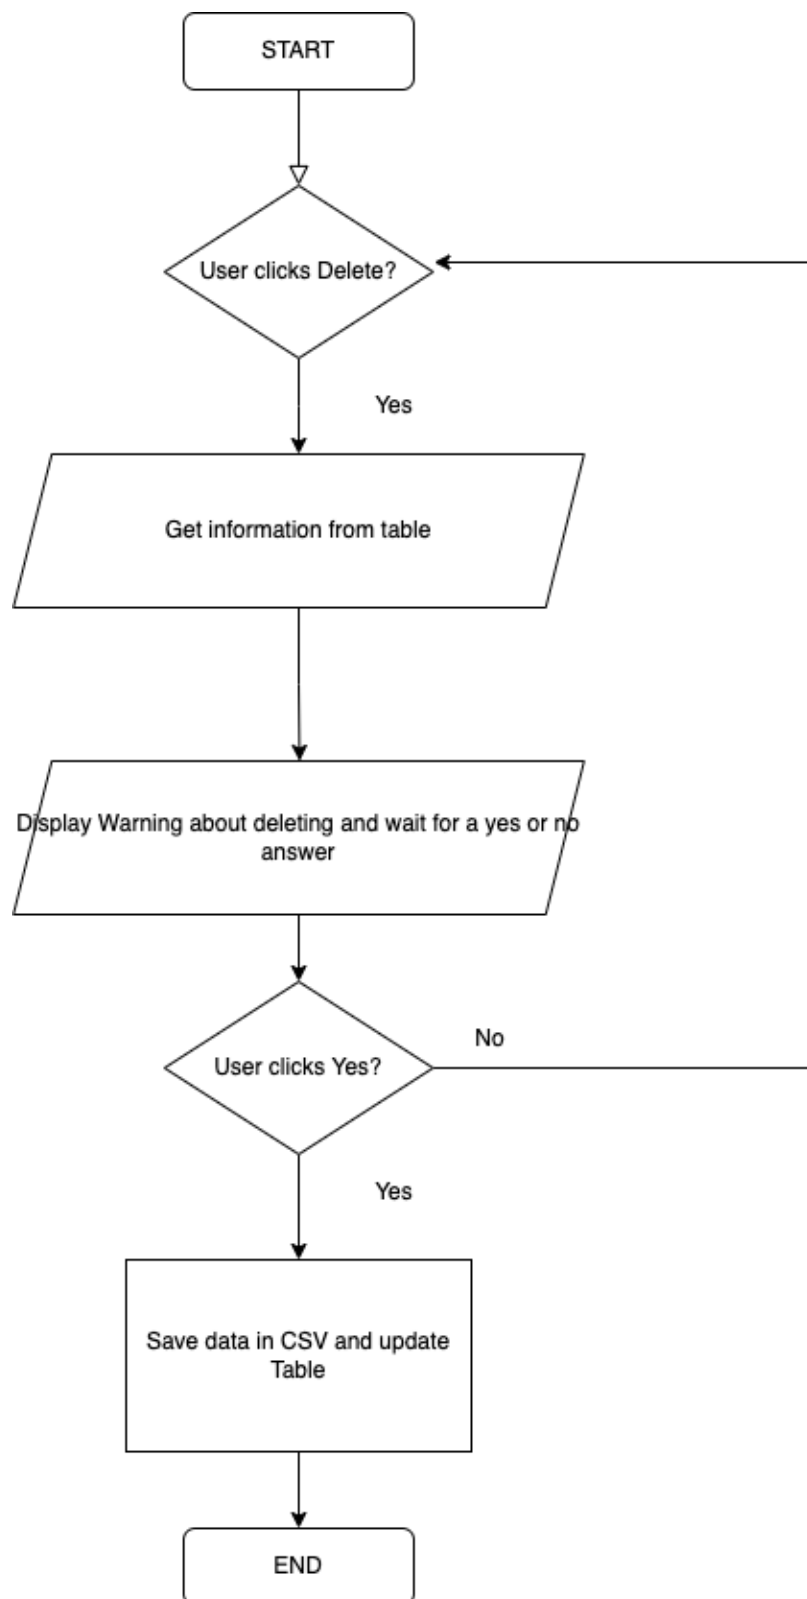 START
User clicks Delete?
Yes
Get information from table
Display Warning about deleting and wait for a yes or no
answer
No
User clicks Yes?
Yes
Save data in CSV and update
Table
END